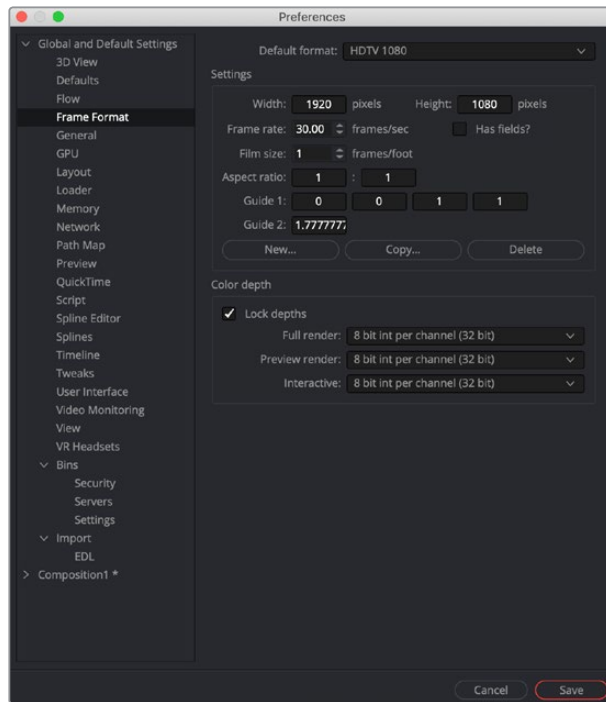 Preferences
Global and Default Settings
3D View
Defaults
Flow
Frame Format
General
GPU
Layout
Loader
Memory
Network
Path Map
Preview
QuickTime
Script
Spline Editor
Splines
Timeline
Tweaks
User Interface
Video Monitoring
View
VR Headsets
Bins
Security
Servers
Settings
Import
EDL
Composition1 *
Default format: HDTV 1080
Settings
Width: 1920 pixels Height: 1080 pixels
Frame rate: 30.00 frames/sec Has fields?
Film size: 1 frames/foot
Aspect ratio: 1 : 1
Guide 1: 0 0 1 1
Guide 2: 1.7777777
New... Copy... Delete
Color depth
Lock depths
Full render: 8 bit int per channel (32 bit)
Preview render: 8 bit int per channel (32 bit)
Interactive: 8 bit int per channel (32 bit)
Cancel Save